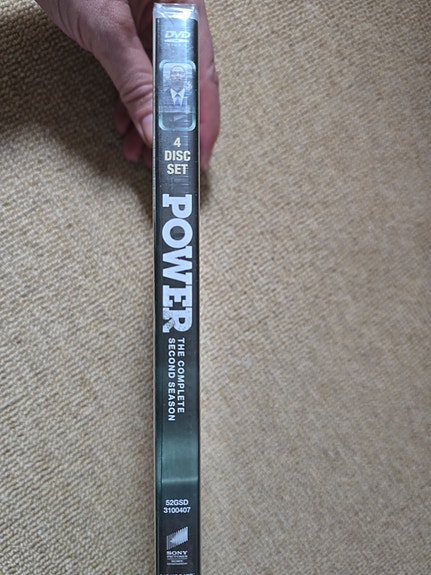 DVD
4
DISC
SET
POWER
THE COMPLETE
SECOND SEASON
52GSD
3100407
SONY